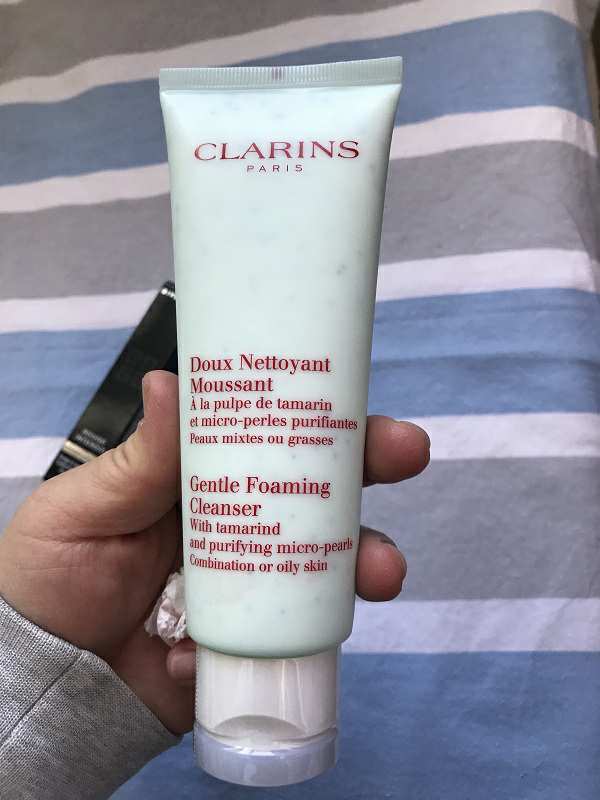 CLARINS
PARIS
Doux Nettoyant
Moussant
À la pulpe de tamarin
et micro-perles purifiantes
Peaux mixtes ou grasses
Gentle Foaming
Cleanser
With tamarind
and purifying micro-pearls
Combination or oily skin